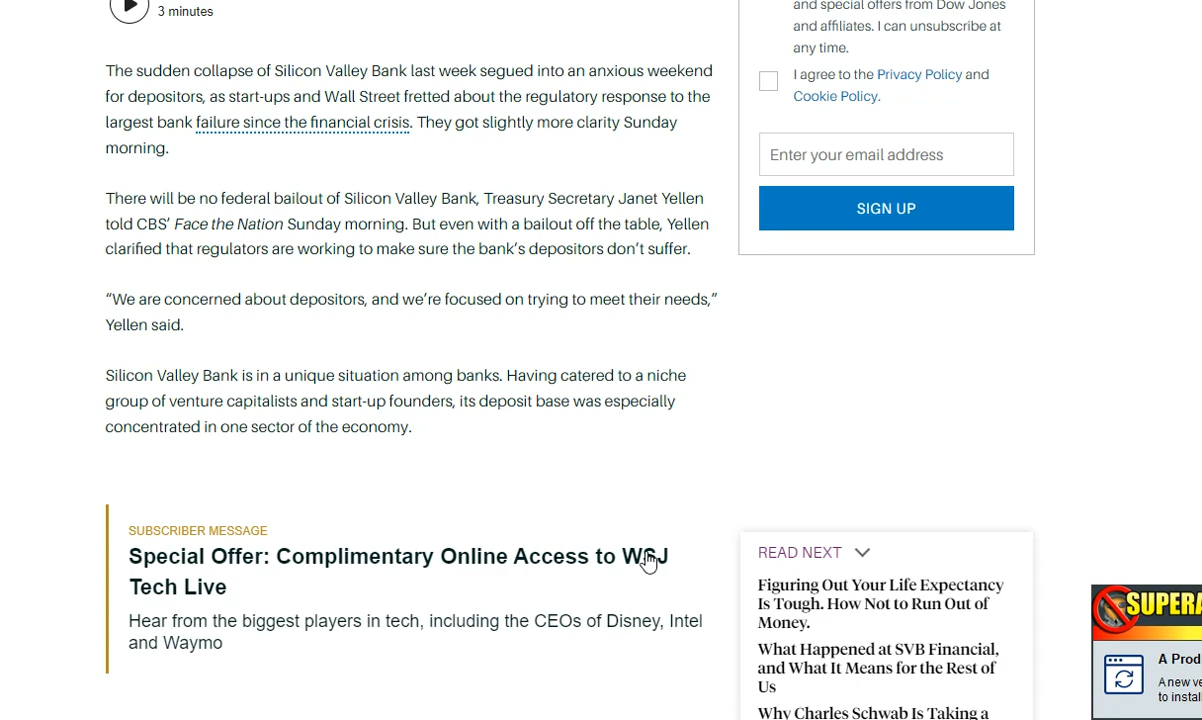 3 minutes
The sudden collapse of Silicon Valley Bank last week segued into an anxious weekend
for depositors, as start-ups and Wall Street fretted about the regulatory response to the
largest bank failure since the financial crisis. They got slightly more clarity Sunday
morning.
There will be no federal bailout of Silicon Valley Bank, Treasury Secretary Janet Yellen
told CBS’ Face the Nation Sunday morning. But even with a bailout off the table, Yellen
clarified that regulators are working to make sure the bank’s depositors don’t suffer.
“We are concerned about depositors, and we’re focused on trying to meet their needs,”
Yellen said.
Silicon Valley Bank is in a unique situation among banks. Having catered to a niche
group of venture capitalists and start-up founders, its deposit base was especially
concentrated in one sector of the economy.
SUBSCRIBER MESSAGE
Special Offer: Complimentary Online Access to WSJ
Tech Live
Hear from the biggest players in tech, including the CEOs of Disney, Intel
and Waymo
and special offers from Dow Jones
and affiliates. I can unsubscribe at
any time.
I agree to the Privacy Policy and
Cookie Policy.
Enter your email address
SIGN UP
READ NEXT
Figuring Out Your Life Expectancy
Is Tough. How Not to Run Out of
Money.
What Happened at SVB Financial,
and What It Means for the Rest of
Us
Why Charles Schwab Is Taking a
SUPERA
A Prod
A new ve
to instal